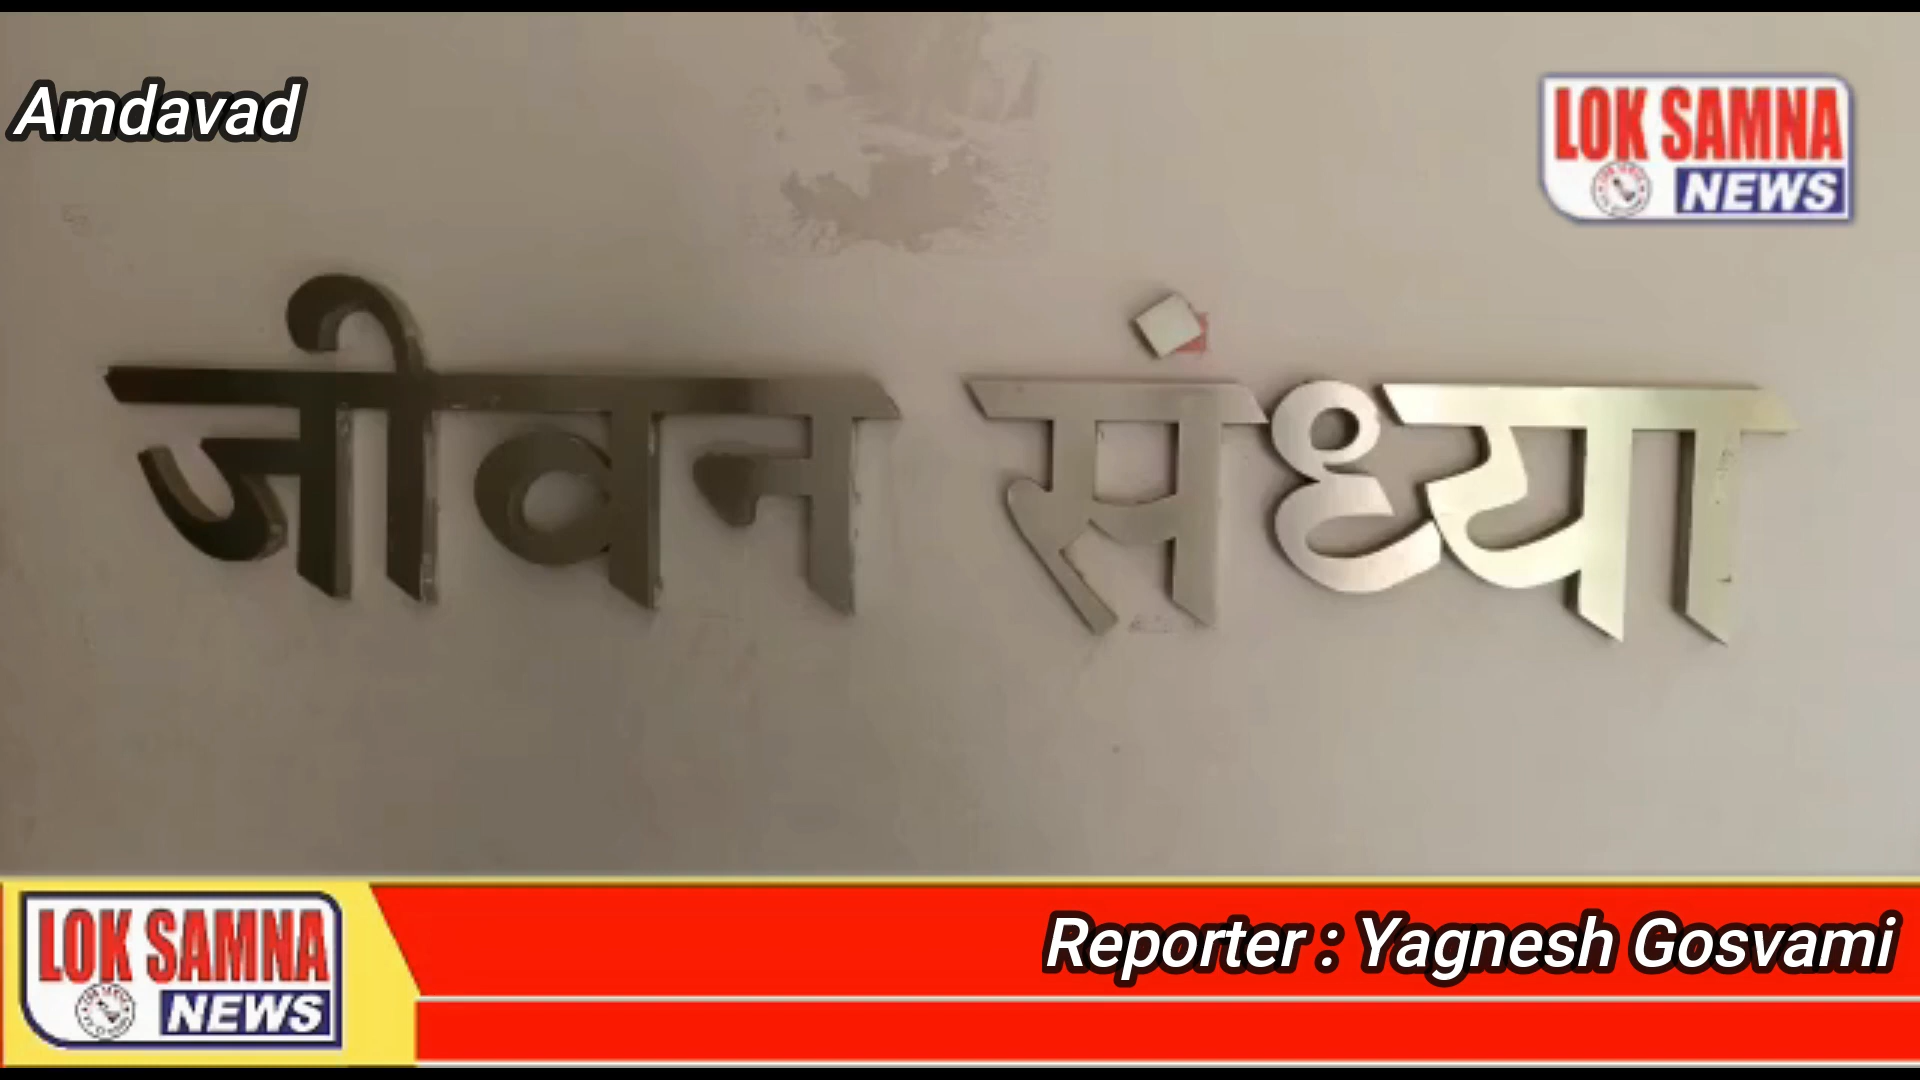 Amdavad
LOK SAMNA
NEWS
जीवन संध्या
Reporter : Yagnesh Gosvami
LOK SAMNA
NEWS